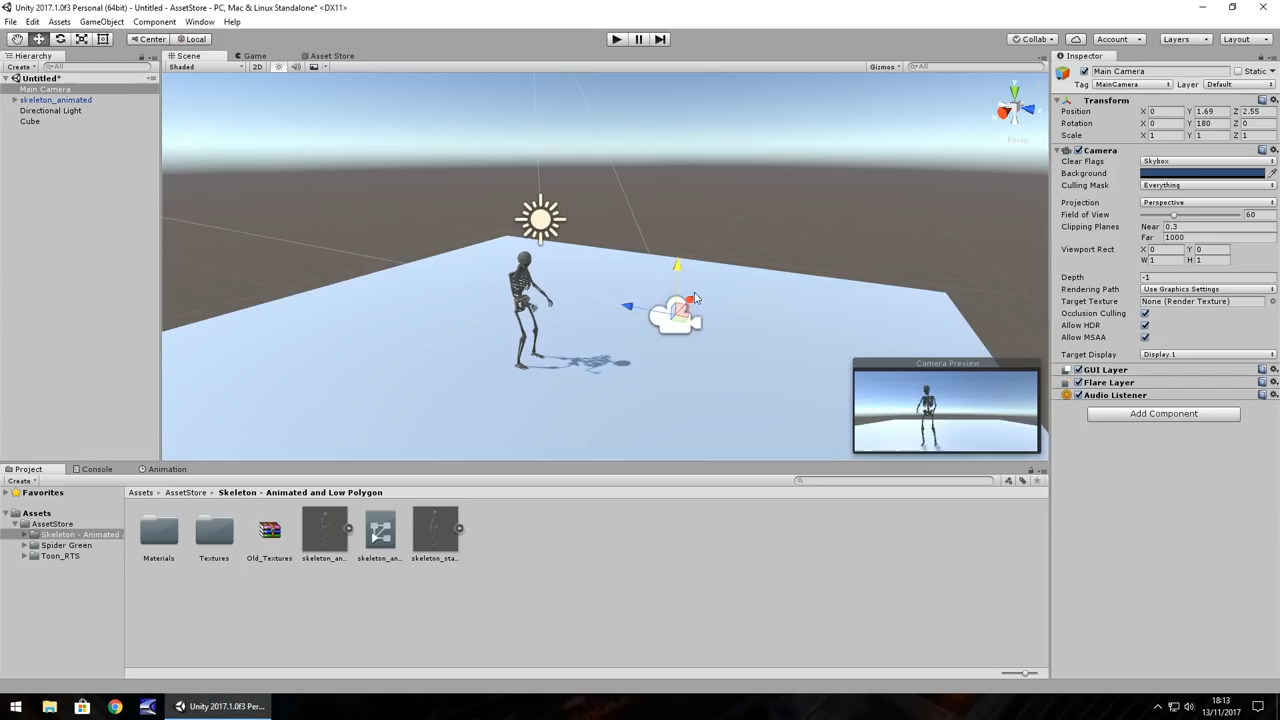 Unity 2017.1.0f3 Personal (64bit) - Untitled - AssetStore - PC, Mac & Linux Standalone* <DX11>
File Edit Assets GameObject Component Window Help
Center Local Collab Account Layers Layout
Hierarchy
Create All
Untitled*
Main Camera
skeleton_animated
Directional Light
Cube
Scene Game Asset Store
Shaded 2D Gizmos All
y
Persp
Camera Preview
Inspector
Main Camera Static
Tag MainCamera Layer Default
Transform
Position X 0 Y 1.69 Z 2.55
Rotation X 0 Y 180 Z 0
Scale X 1 Y 1 Z 1
Camera
Clear Flags Skybox
Background
Culling Mask Everything
Projection Perspective
Field of View 60
Clipping Planes Near 0.3
Far 1000
Viewport Rect X 0 Y 0
W 1 H 1
Depth -1
Rendering Path Use Graphics Settings
Target Texture None (Render Texture)
Occlusion Culling
Allow HDR
Allow MSAA
Target Display Display 1
GUI Layer
Flare Layer
Audio Listener
Add Component
Project Console Animation
Create
Favorites
Assets
AssetStore
Skeleton - Animated
Spider Green
Toon_RTS
Assets AssetStore Skeleton - Animated and Low Polygon
Materials Textures Old_Textures skeleton_an... skeleton_an... skeleton_sta...
Unity 2017.1.0f3 Per...
18:13
13/11/2017